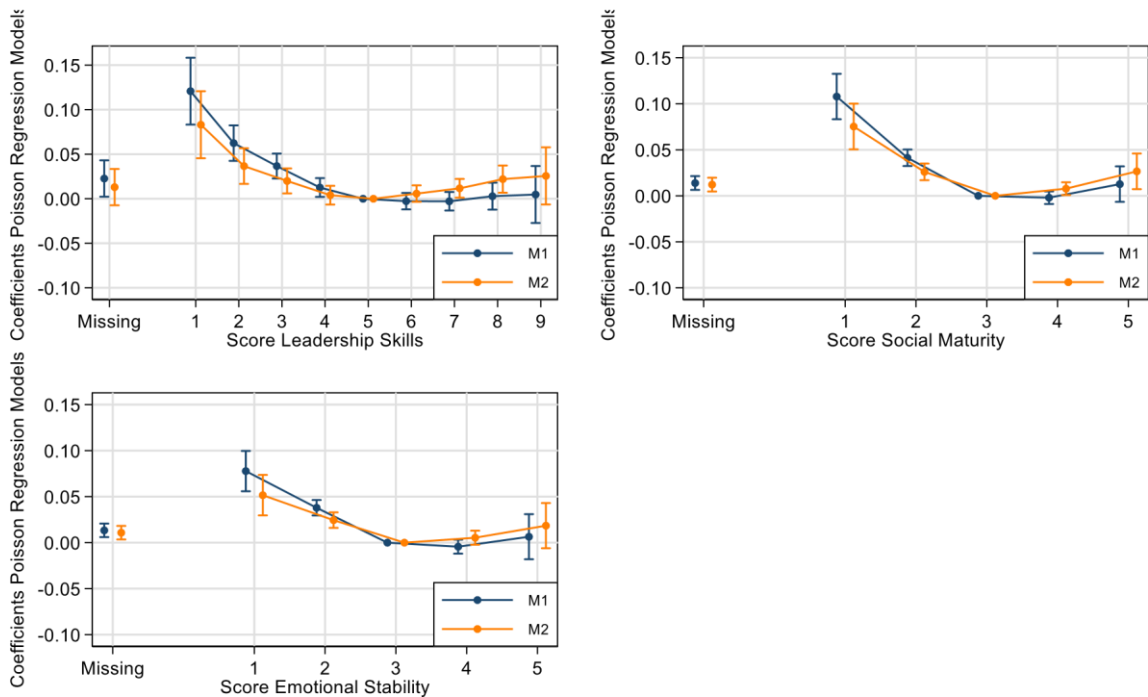 Coefficients Poisson Regression Models
0.15
0.10
0.05
0.00
-0.05
-0.10
M1
M2
Missing 1 2 3 4 5 6 7 8 9
Score Leadership Skills
Coefficients Poisson Regression Models
0.15
0.10
0.05
0.00
-0.05
-0.10
M1
M2
Missing 1 2 3 4 5
Score Social Maturity
Coefficients Poisson Regression Models
0.15
0.10
0.05
0.00
-0.05
-0.10
M1
M2
Missing 1 2 3 4 5
Score Emotional Stability